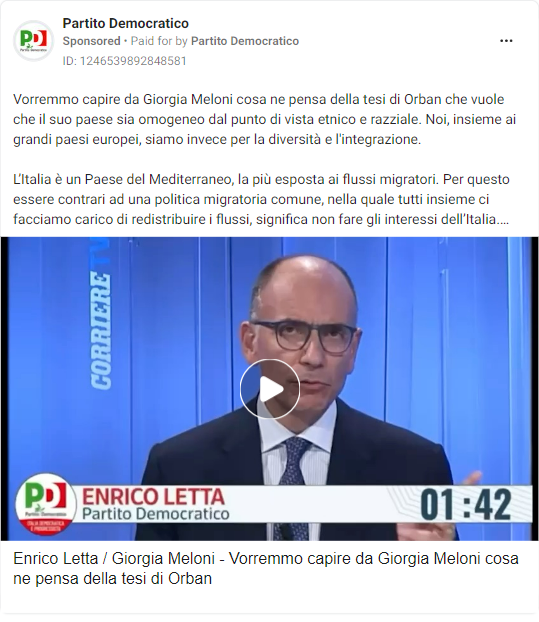 Partito Democratico
Sponsored • Paid for by Partito Democratico
ID: 1246539892848581
Vorremmo capire da Giorgia Meloni cosa ne pensa della tesi di Orban che vuole
che il suo paese sia omogeneo dal punto di vista etnico e razziale. Noi, insieme ai
grandi paesi europei, siamo invece per la diversità e l'integrazione.
L'Italia è un Paese del Mediterraneo, la più esposta ai flussi migratori. Per questo
essere contrari ad una politica migratoria comune, nella quale tutti insieme ci
facciamo carico di redistribuire i flussi, significa non fare gli interessi dell'Italia....
CORRIERE TV
PD
Partito Democratico
ITALIA DEMOCRATICA
E PROGRESSISTA
ENRICO LETTA
Partito Democratico
01:42
Enrico Letta / Giorgia Meloni - Vorremmo capire da Giorgia Meloni cosa
ne pensa della tesi di Orban